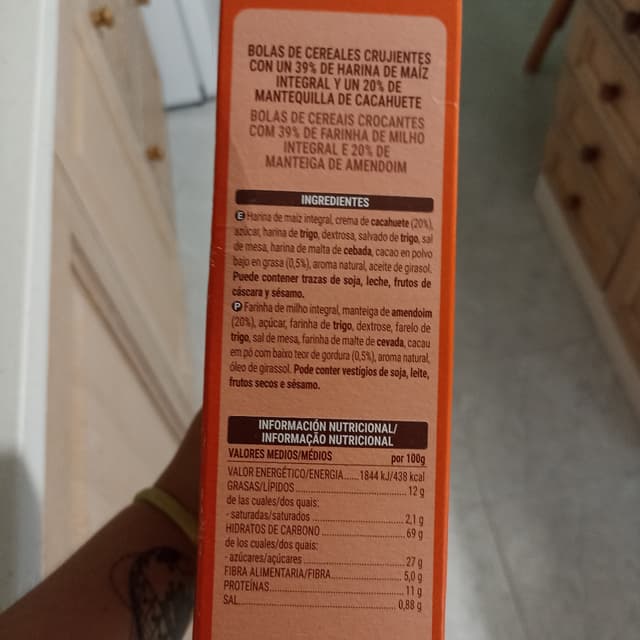 BOLAS DE CEREALES CRUJIENTES
CON UN 39% DE HARINA DE MAÍZ
INTEGRAL Y UN 20% DE
MANTEQUILLA DE CACAHUETE
BOLAS DE CEREAIS CROCANTES
COM 39% DE FARINHA DE MILHO
INTEGRAL E 20% DE
MANTEIGA DE AMENDOIM
INGREDIENTES
E Harina de maíz integral, crema de cacahuete (20%),
azúcar, harina de trigo, dextrosa, salvado de trigo, sal
de mesa, harina de malta de cebada, cacao en polvo
bajo en grasa (0,5%), aroma natural, aceite de girasol.
Puede contener trazas de soja, leche, frutos de
cáscara y sésamo.
P Farinha de milho integral, manteiga de amendoim
(20%), açúcar, farinha de trigo, dextrose, farelo de
trigo, sal de mesa, farinha de malte de cevada, cacau
em pó com baixo teor de gordura (0,5%), aroma natural,
óleo de girassol. Pode conter vestígios de soja, leite,
frutos secos e sésamo.
INFORMACIÓN NUTRICIONAL/
INFORMAÇÃO NUTRICIONAL
VALORES MEDIOS/MÉDIOS por 100g
VALOR ENERGÉTICO/ENERGIA......1844 kJ/438 kcal
GRASAS/LÍPIDOS..........12 g
de las cuales/dos quais:
- saturadas/saturados..........2,1 g
HIDRATOS DE CARBONO..........69 g
de los cuales/dos quais:
- azúcares/açúcares..........27 g
FIBRA ALIMENTARIA/FIBRA..........5,0 g
PROTEÍNAS..........11 g
SAL..........0,88 g